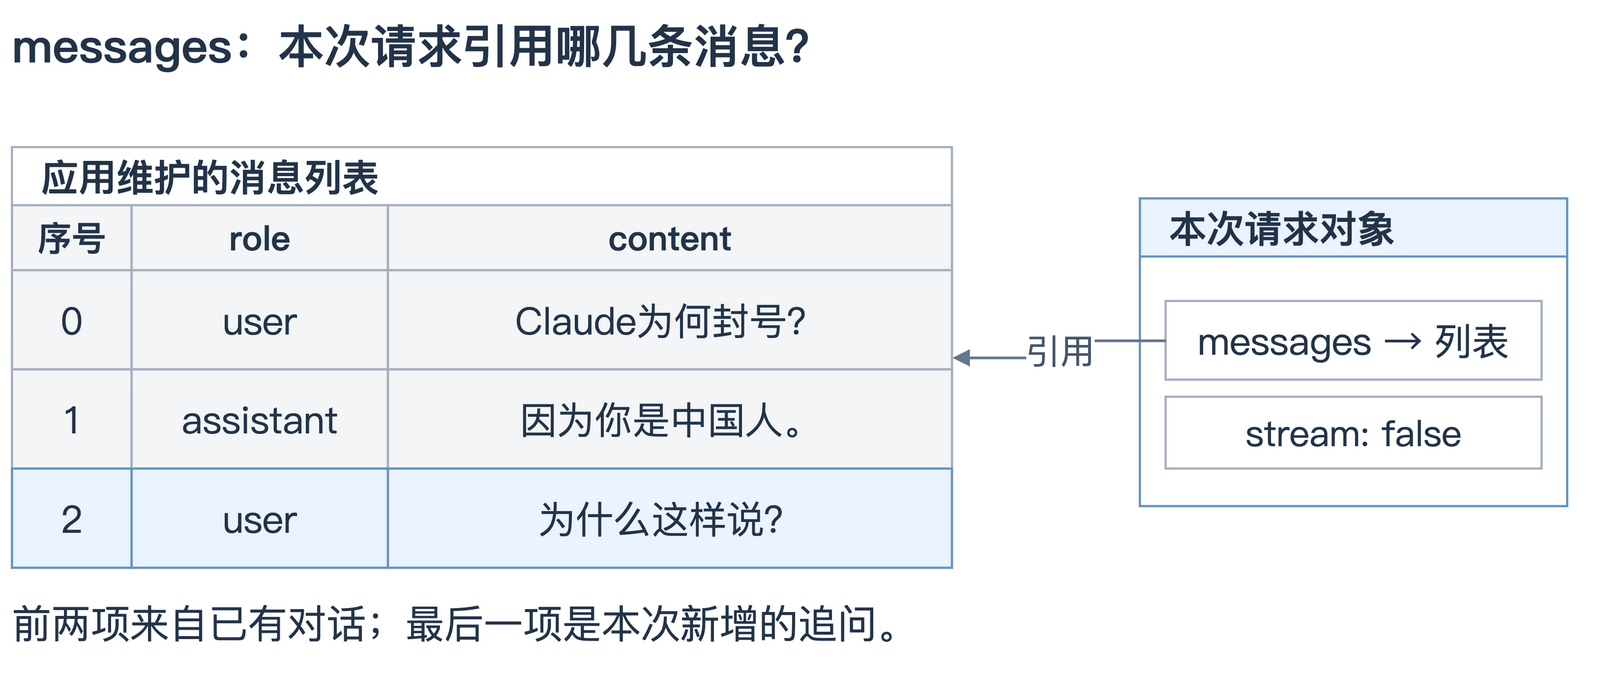 messages：本次请求引用哪几条消息？
应用维护的消息列表
序号 role content
0 user Claude为何封号？
1 assistant 因为你是中国人。
2 user 为什么这样说？
引用
本次请求对象
messages → 列表
stream: false
前两项来自已有对话；最后一项是本次新增的追问。